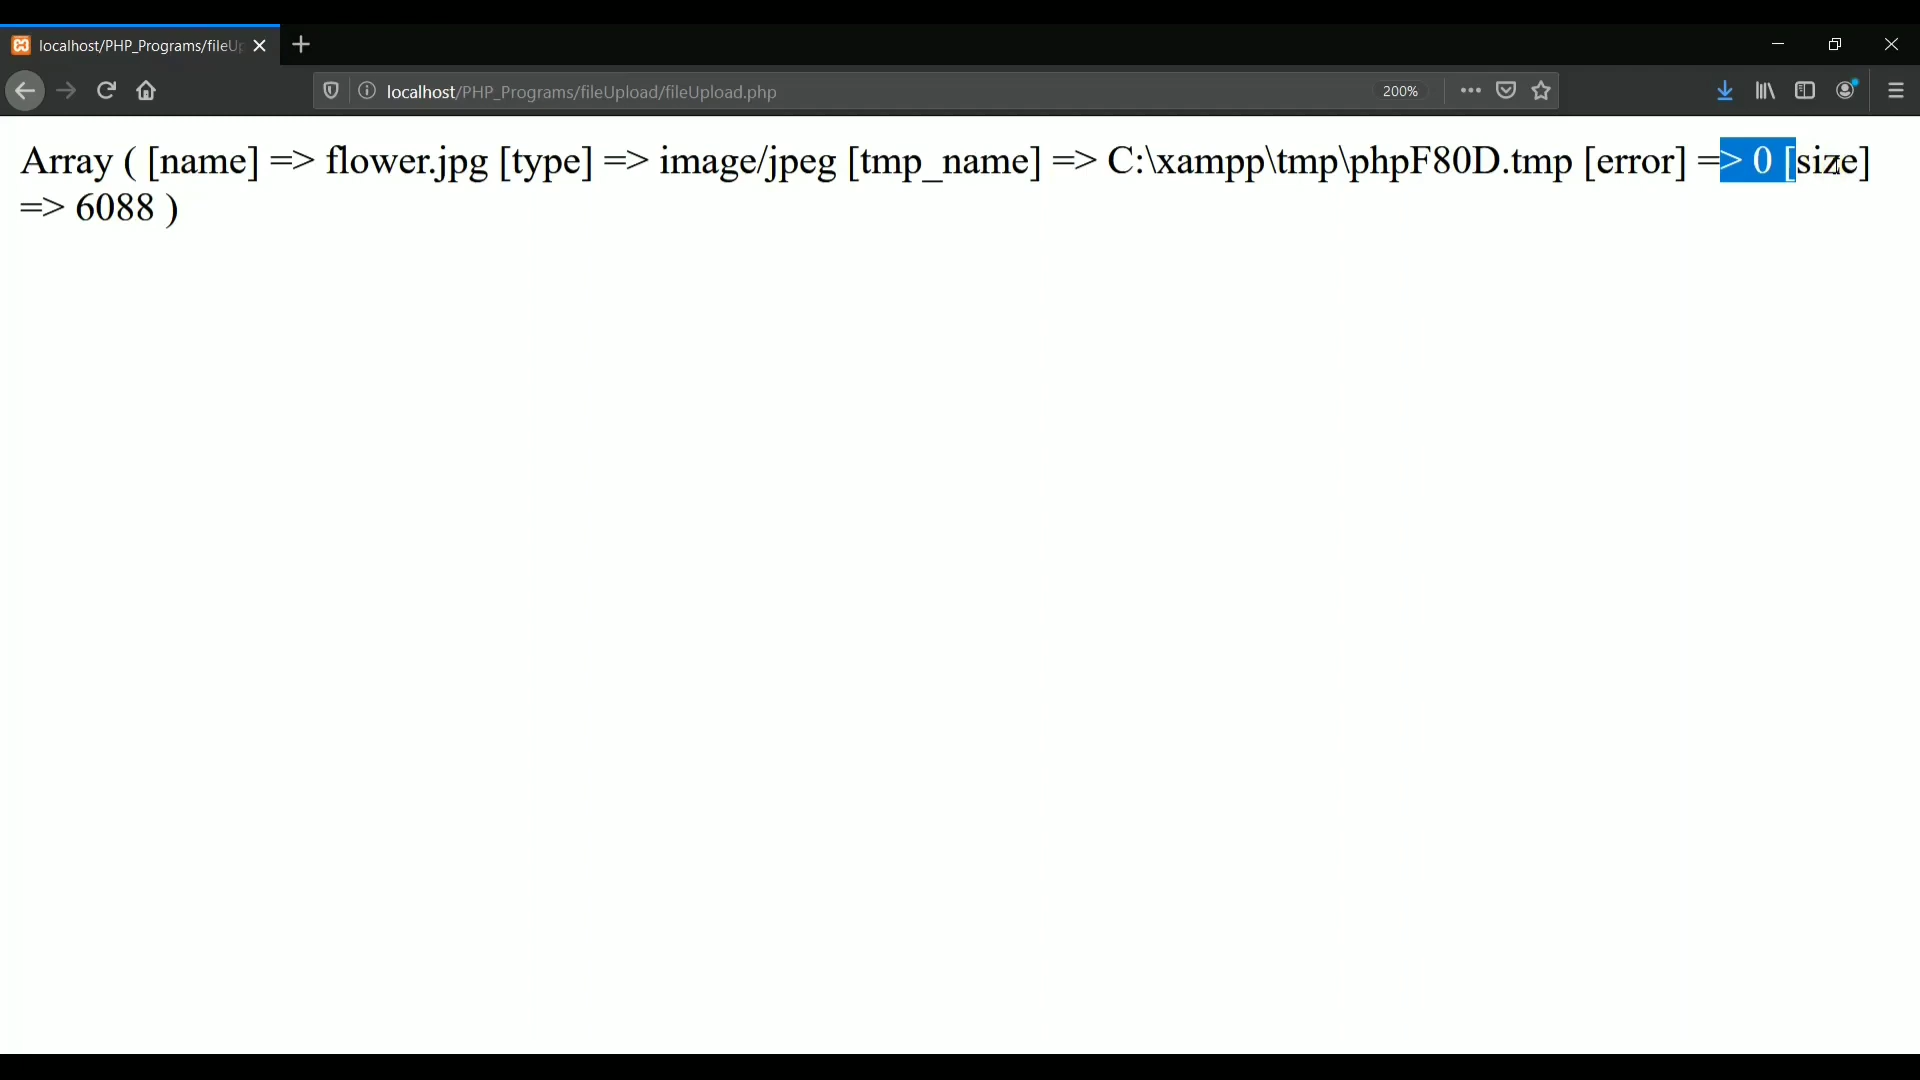 localhost/PHP_Programs/fileUp
localhost/PHP_Programs/fileUpload/fileUpload.php
200%
Array ( [name] => flower.jpg [type] => image/jpeg [tmp_name] => C:\xampp\tmp\phpF80D.tmp [error] => 0 [size]
=> 6088 )